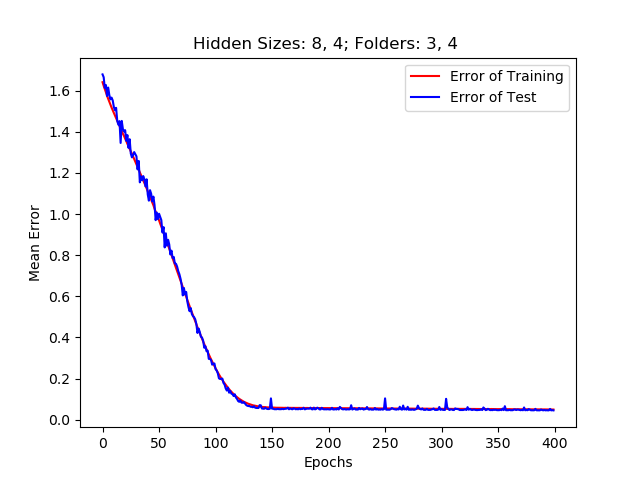 Hidden Sizes: 8, 4; Folders: 3, 4
Error of Training
Error of Test
Mean Error
1.6
1.4
1.2
1.0
0.8
0.6
0.4
0.2
0.0
0 50 100 150 200 250 300 350 400
Epochs